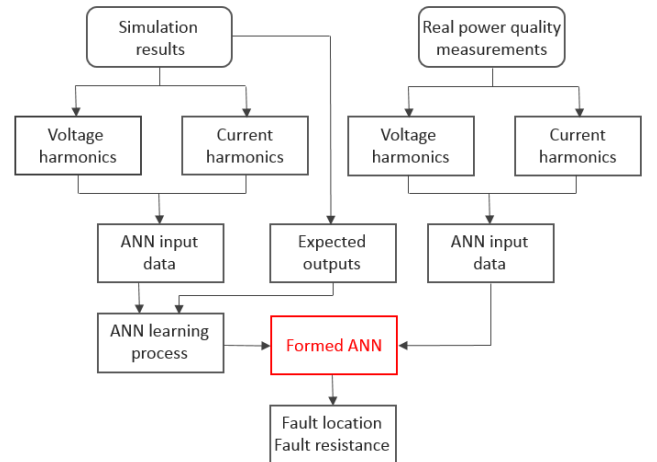 Simulation
results
Real power quality
measurements
Voltage
harmonics
Current
harmonics
Voltage
harmonics
Current
harmonics
ANN input
data
Expected
outputs
ANN input
data
ANN learning
process
Formed ANN
Fault location
Fault resistance